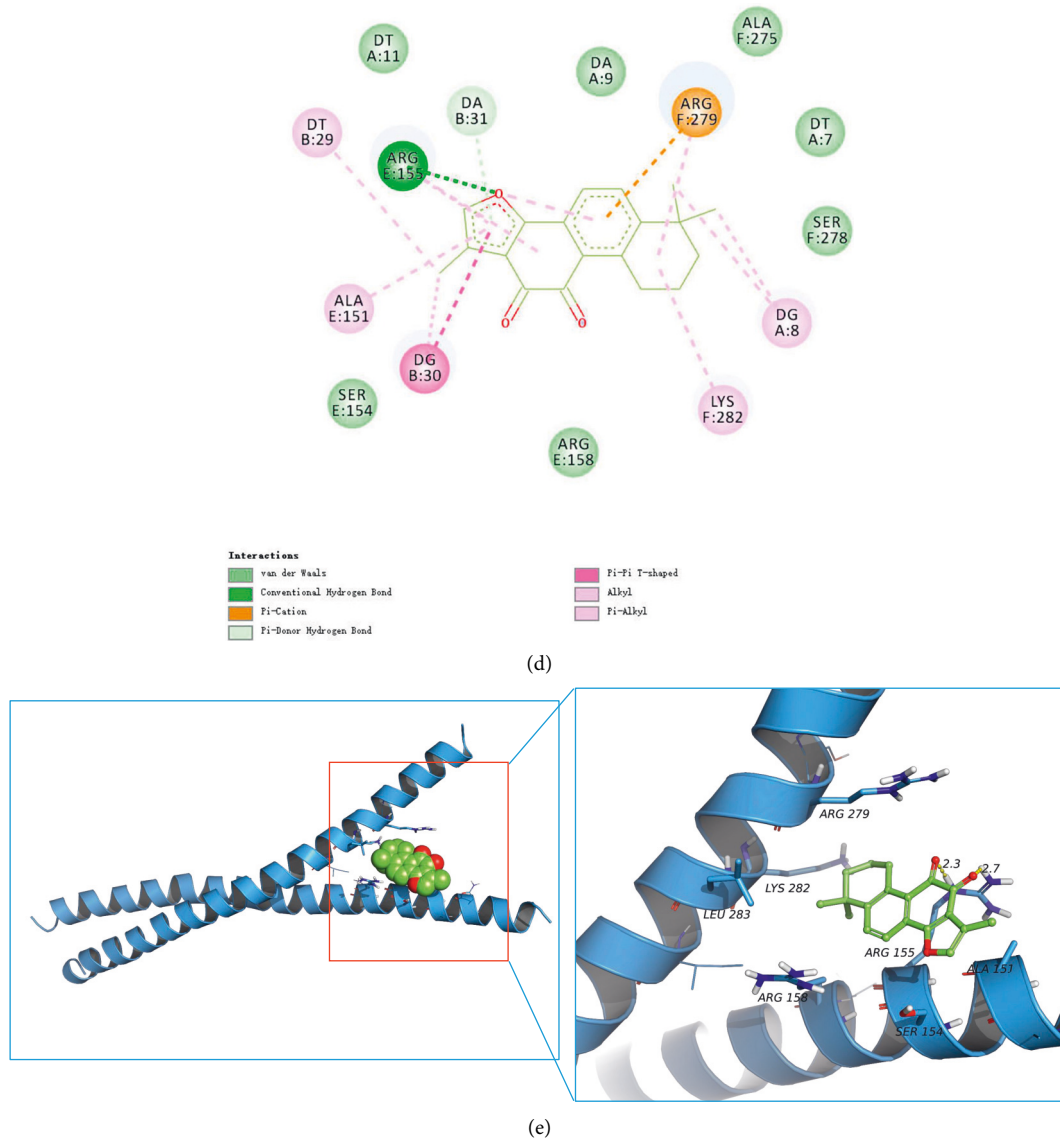 DT
A:11
DA
B:31
DA
A:9
ALA
F:275
ARG
F:279
DT
B:29
DT
A:7
ARG
E:155
O
SER
F:278
ALA
E:151
DG
A:8
O
O
DG
B:30
SER
E:154
LYS
F:282
ARG
E:158
Interactions
van der Waals
Conventional Hydrogen Bond
Pi-Cation
Pi-Donor Hydrogen Bond
Pi-Pi T-shaped
Alkyl
Pi-Alkyl
(d)
ARG 279
2.3
2.7
LYS 282
LEU 283
ARG 155
ALA 151
ARG 158
SER 154
(e)